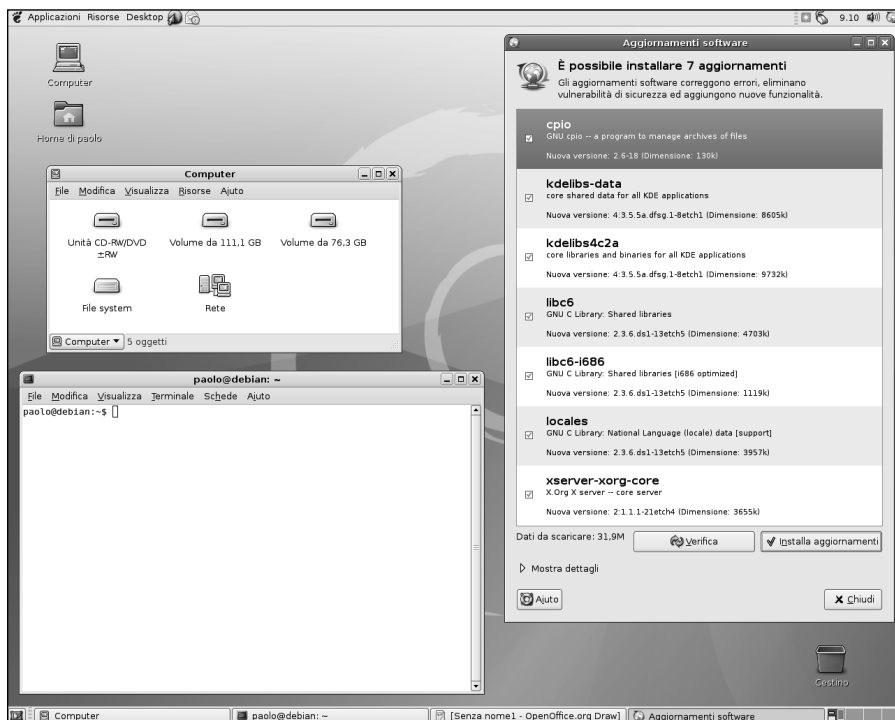 Applicazioni Risorse Desktop
9.10
Computer
Home di paolo
Computer
File Modifica Visualizza Risorse Aiuto
Unità CD-RW/DVD ±RW
Volume da 111,1 GB
Volume da 76,3 GB
File system
Rete
Computer
5 oggetti
paolo@debian: ~
File Modifica Visualizza Terminale Schede Aiuto
paolo@debian:~$
Aggiornamenti software
È possibile installare 7 aggiornamenti
Gli aggiornamenti software correggono errori, eliminano
vulnerabilità di sicurezza ed aggiungono nuove funzionalità.
cpio
GNU cpio -- a program to manage archives of files
Nuova versione: 2.6-18 (Dimensione: 130k)
kdelibs-data
core shared data for all KDE applications
Nuova versione: 4:3.5.5a.dfsg.1-8etch1 (Dimensione: 8605k)
kdelibs4c2a
core libraries and binaries for all KDE applications
Nuova versione: 4:3.5.5a.dfsg.1-8etch1 (Dimensione: 9732k)
libc6
GNU C Library: Shared libraries
Nuova versione: 2.3.6.ds1-13etch5 (Dimensione: 4703k)
libc6-i686
GNU C Library: Shared libraries [i686 optimized]
Nuova versione: 2.3.6.ds1-13etch5 (Dimensione: 1119k)
locales
GNU C Library: National Language (locale) data [support]
Nuova versione: 2.3.6.ds1-13etch5 (Dimensione: 3957k)
xserver-xorg-core
X.Org X server -- core server
Nuova versione: 2:1.1.1-21etch4 (Dimensione: 3655k)
Dati da scaricare: 31,9M
Verifica
Installa aggiornamenti
Mostra dettagli
Aiuto
Chiudi
Cestino
Computer
paolo@debian: ~
[Senza nome1 - OpenOffice.org Draw]
Aggiornamenti software